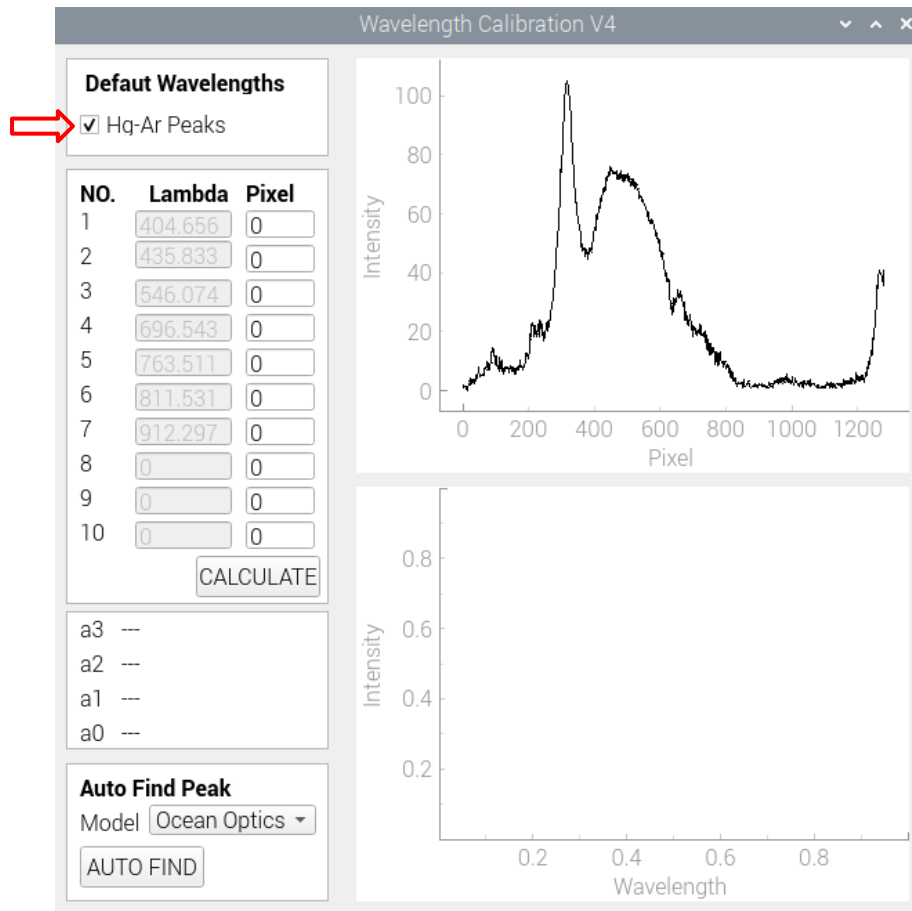 Wavelength Calibration V4
Defaut Wavelengths
Hg-Ar Peaks
NO. Lambda Pixel
1 404.656 0
2 435.833 0
3 546.074 0
4 696.543 0
5 763.511 0
6 811.531 0
7 912.297 0
8 0 0
9 0 0
10 0 0
CALCULATE
a3 ---
a2 ---
a1 ---
a0 ---
Auto Find Peak
Model Ocean Optics
AUTO FIND
100
80
60
40
20
0
Intensity
0 200 400 600 800 1000 1200
Pixel
0.8
0.6
0.4
0.2
Intensity
0.2 0.4 0.6 0.8
Wavelength